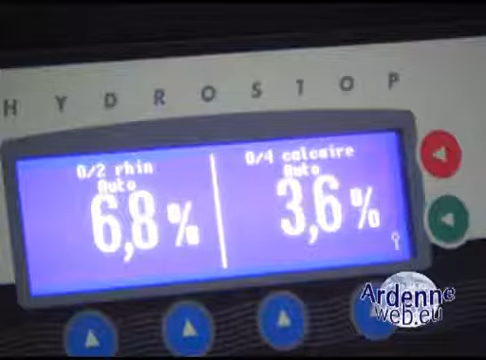 HYDROSTOP
0/2 rhin
Auto
6,8%
0/4 calcaire
Auto
3,6%
Ardenne
web.eu